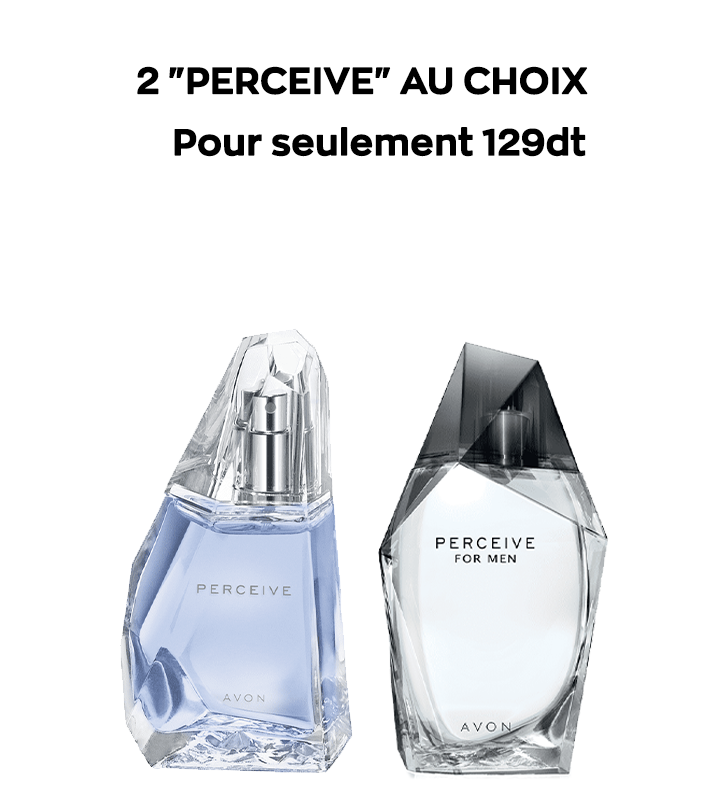 2 "PERCEIVE" AU CHOIX
Pour seulement 129dt
PERCEIVE
AVON
PERCEIVE
FOR MEN
AVON